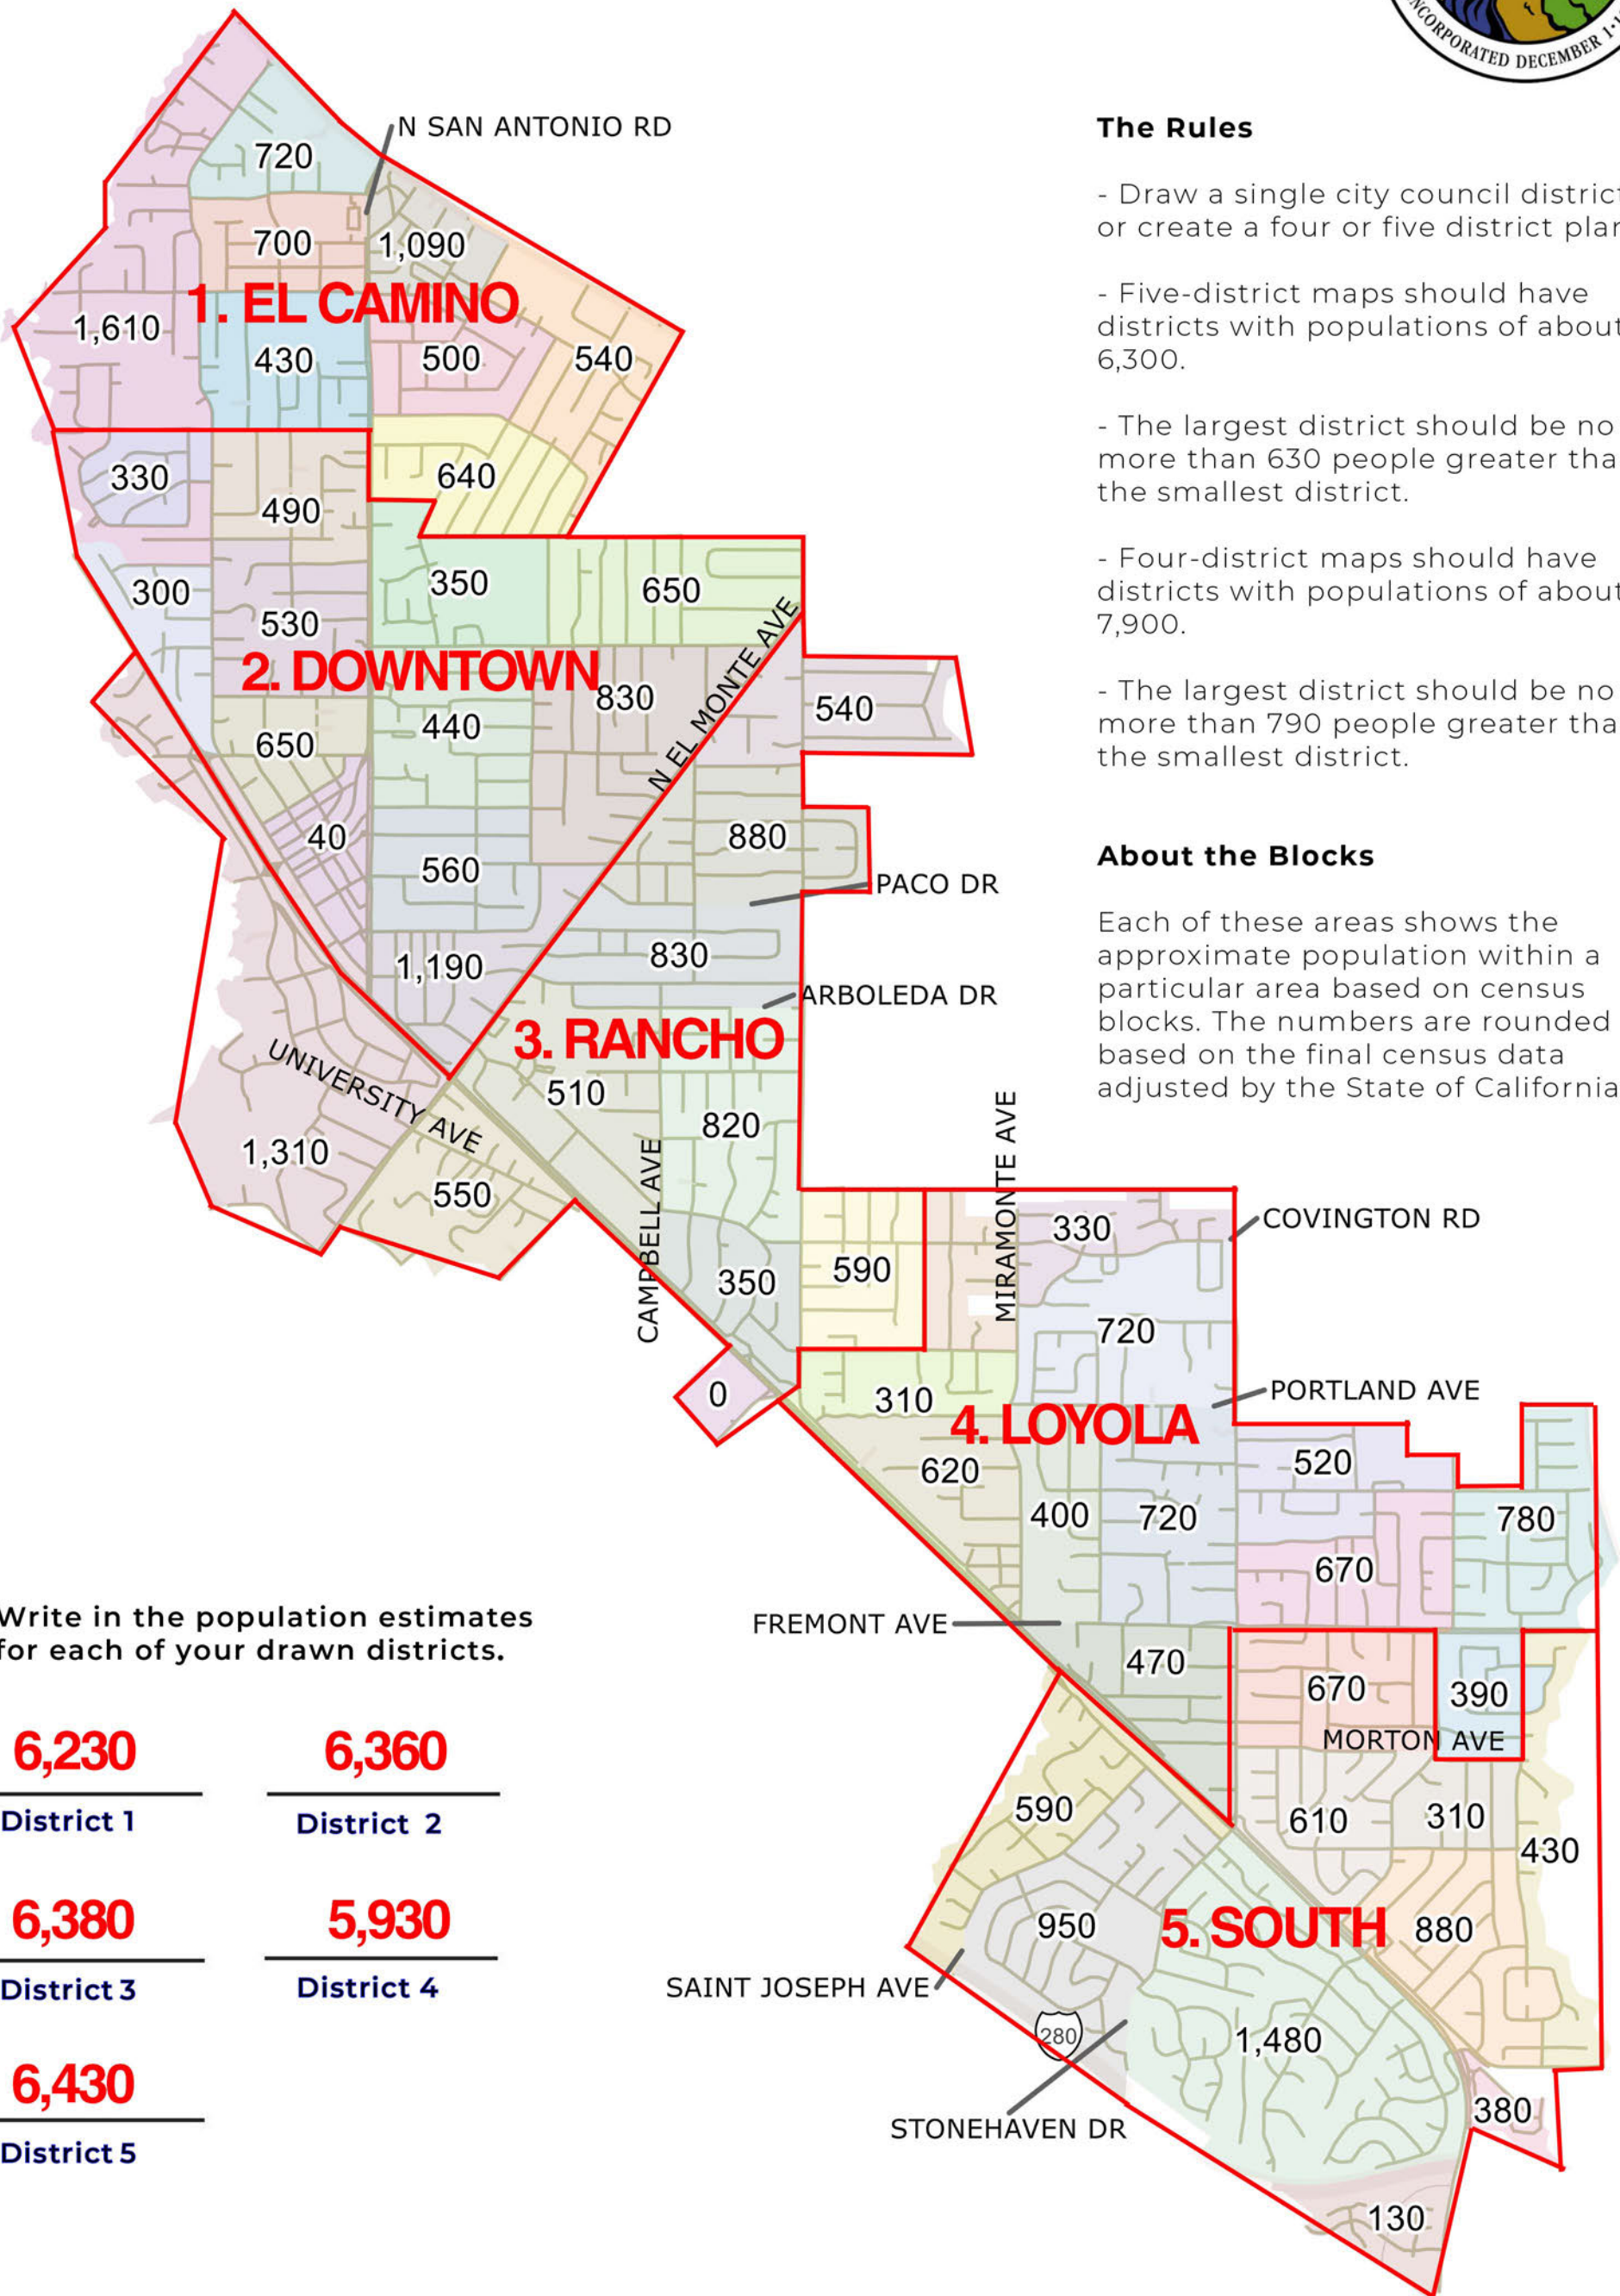 INCORPORATED DECEMBER 1
The Rules
- Draw a single city council district
or create a four or five district plan
- Five-district maps should have
districts with populations of about
6,300.
- The largest district should be no
more than 630 people greater tha
the smallest district.
- Four-district maps should have
districts with populations of about
7,900.
- The largest district should be no
more than 790 people greater tha
the smallest district.
About the Blocks
Each of these areas shows the
approximate population within a
particular area based on census
blocks. The numbers are rounded
based on the final census data
adjusted by the State of California
N SAN ANTONIO RD
720
700
1,090
1. EL CAMINO
1,610
430
500
540
330
490
640
300
530
350
650
2. DOWNTOWN
830
N EL MONTE AVE
540
650
440
40
560
880
PACO DR
1,190
830
ARBOLEDA DR
3. RANCHO
UNIVERSITY AVE
510
820
1,310
550
CAMPBELL AVE
350
590
MIRAMONTE AVE
330
COVINGTON RD
720
0
310
PORTLAND AVE
4. LOYOLA
620
520
400
720
780
670
FREMONT AVE
470
670
390
MORTON AVE
590
610
310
430
950
5. SOUTH
880
SAINT JOSEPH AVE
280
1,480
STONEHAVEN DR
380
130
Write in the population estimates
for each of your drawn districts.
6,230
6,360
District 1
District 2
6,380
5,930
District 3
District 4
6,430
District 5